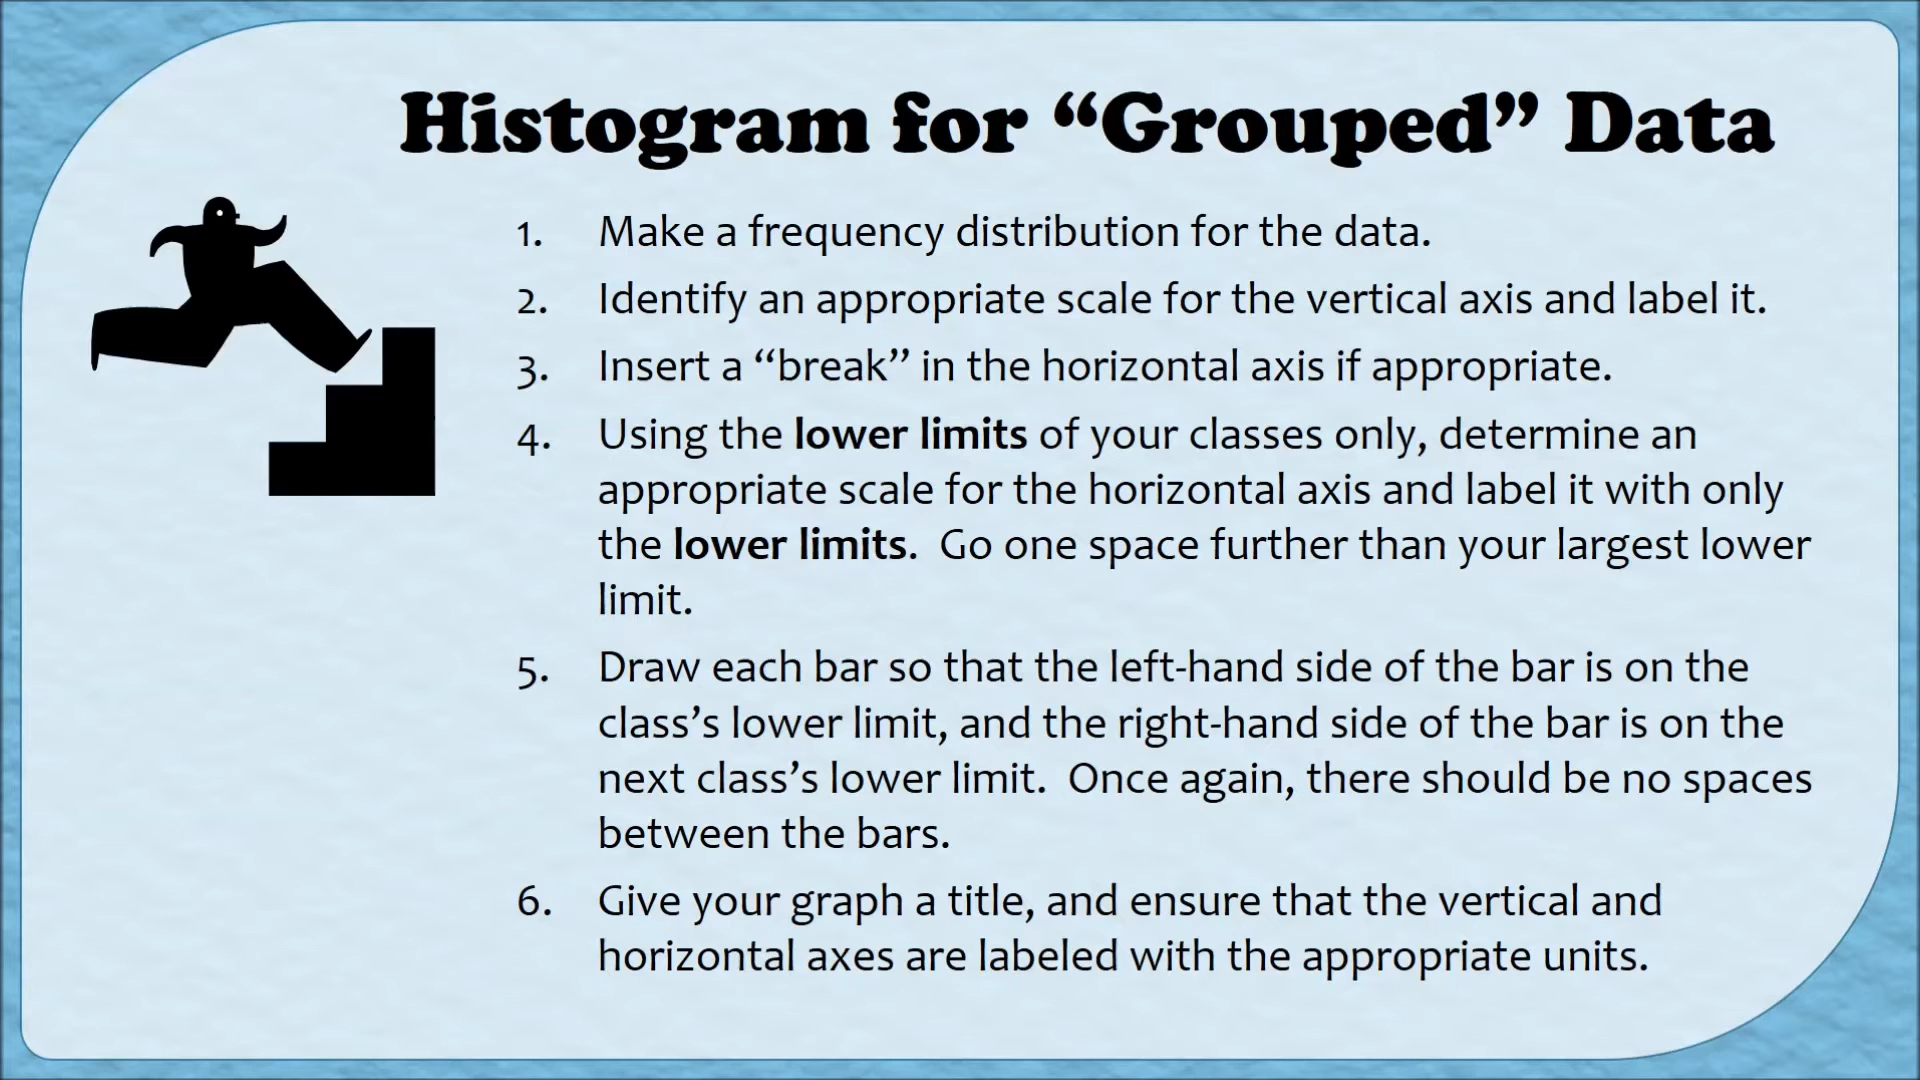 Histogram for “Grouped” Data
1. Make a frequency distribution for the data.
2. Identify an appropriate scale for the vertical axis and label it.
3. Insert a “break” in the horizontal axis if appropriate.
4. Using the lower limits of your classes only, determine an
appropriate scale for the horizontal axis and label it with only
the lower limits.  Go one space further than your largest lower
limit.
5. Draw each bar so that the left-hand side of the bar is on the
class’s lower limit, and the right-hand side of the bar is on the
next class’s lower limit.  Once again, there should be no spaces
between the bars.
6. Give your graph a title, and ensure that the vertical and
horizontal axes are labeled with the appropriate units.